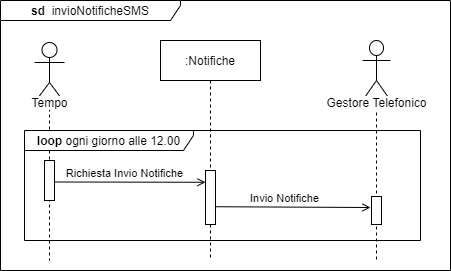 sd invioNotificheSMS
:Notifiche
Tempo
Gestore Telefonico
loop ogni giorno alle 12.00
Richiesta Invio Notifiche
Invio Notifiche